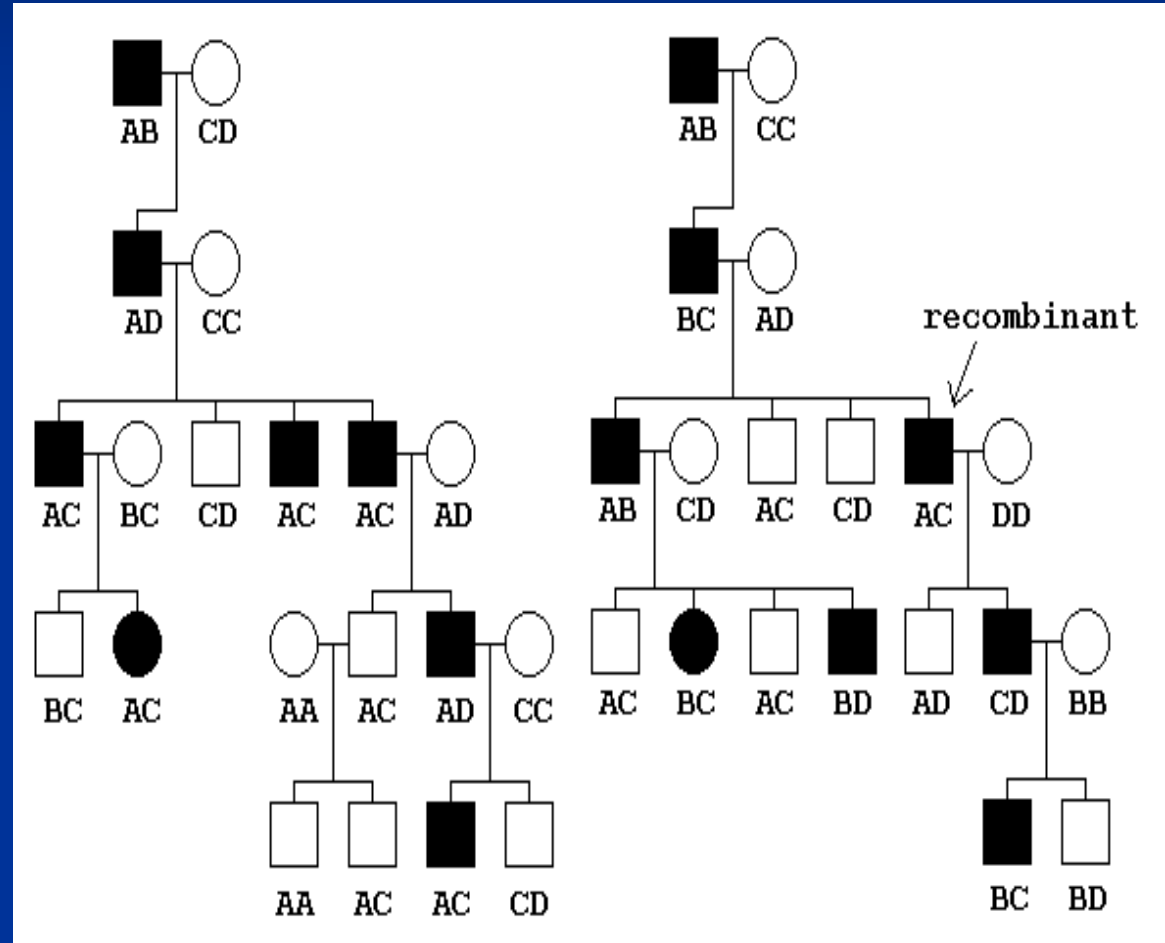 AB CD AB CC
AD CC BC AD
recombinant
AC BC CD AC AC AD AB CD AC CD AC DD
BC AC AA AC AD CC AC BC AC BD AD CD BB
AA AC AC CD BC BD